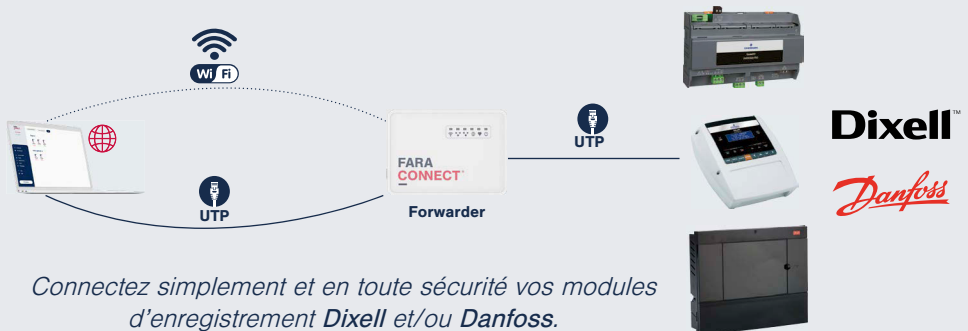 Wi Fi
UTP
Dixell™
FARA
CONNECT
UTP
Forwarder
Danfoss
Connectez simplement et en toute sécurité vos modules
d'enregistrement Dixell et/ou Danfoss.